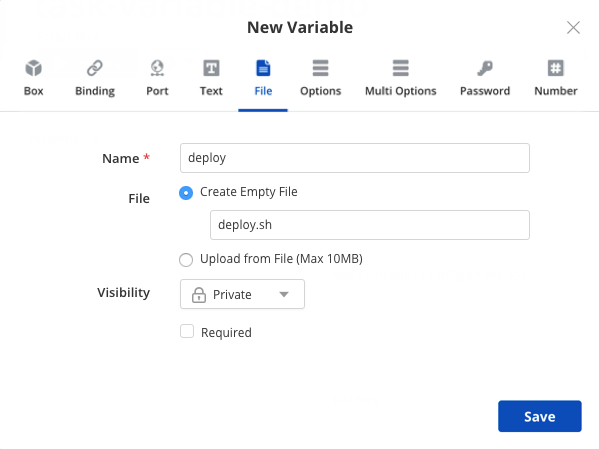 New Variable
Box Binding Port Text File Options Multi Options Password Number
Name * deploy
File Create Empty File
deploy.sh
Upload from File (Max 10MB)
Visibility Private
Required
Save